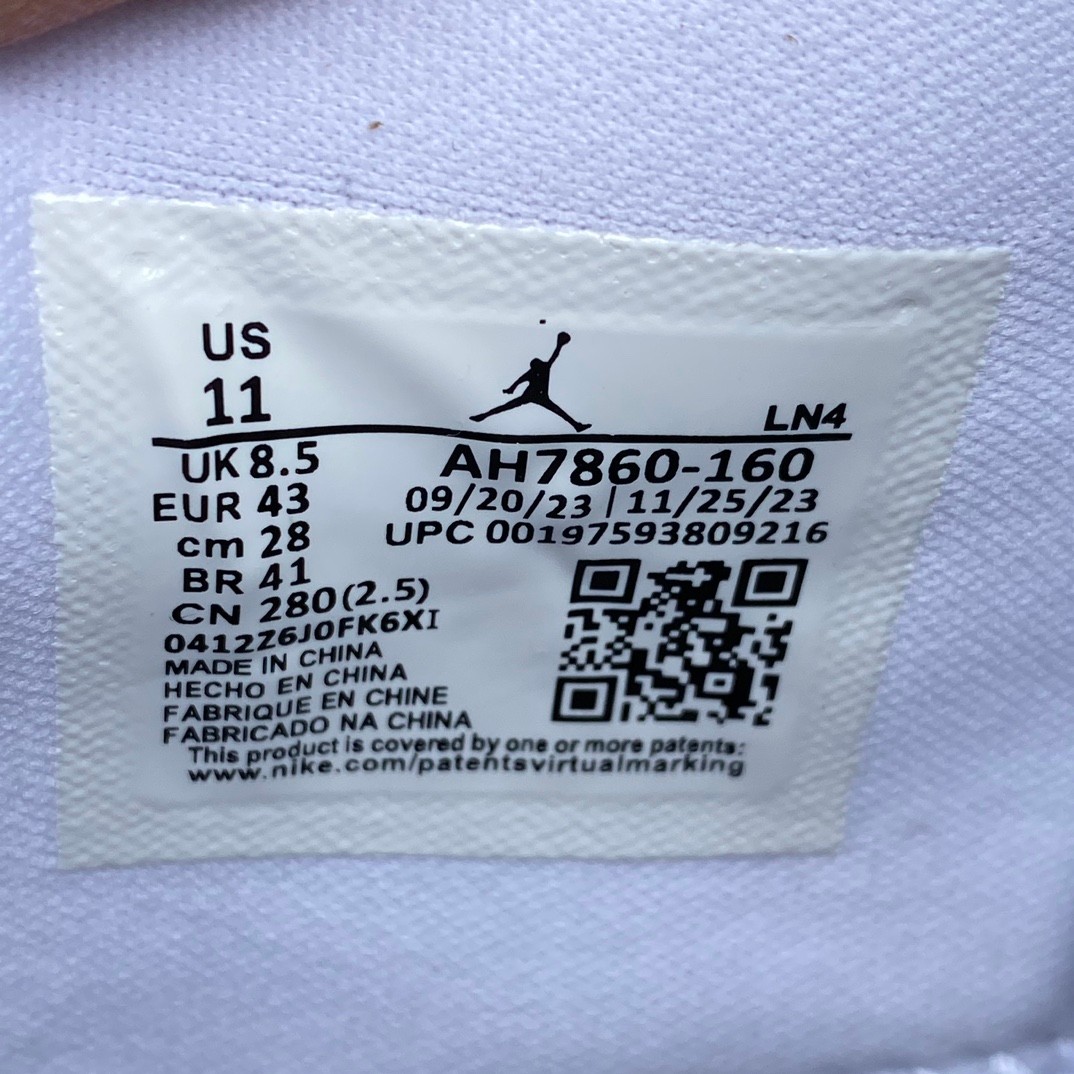 US
11
LN4
UK 8.5
AH7860-160
EUR 43
09/20/23 | 11/25/23
cm 28
UPC 00197593809216
BR 41
CN 280(2.5)
0412Z6J0FK6XI
MADE IN CHINA
HECHO EN CHINA
FABRIQUE EN CHINE
FABRICADO NA CHINA
This product is covered by one or more patents:
www.nike.com/patentsvirtualmarking